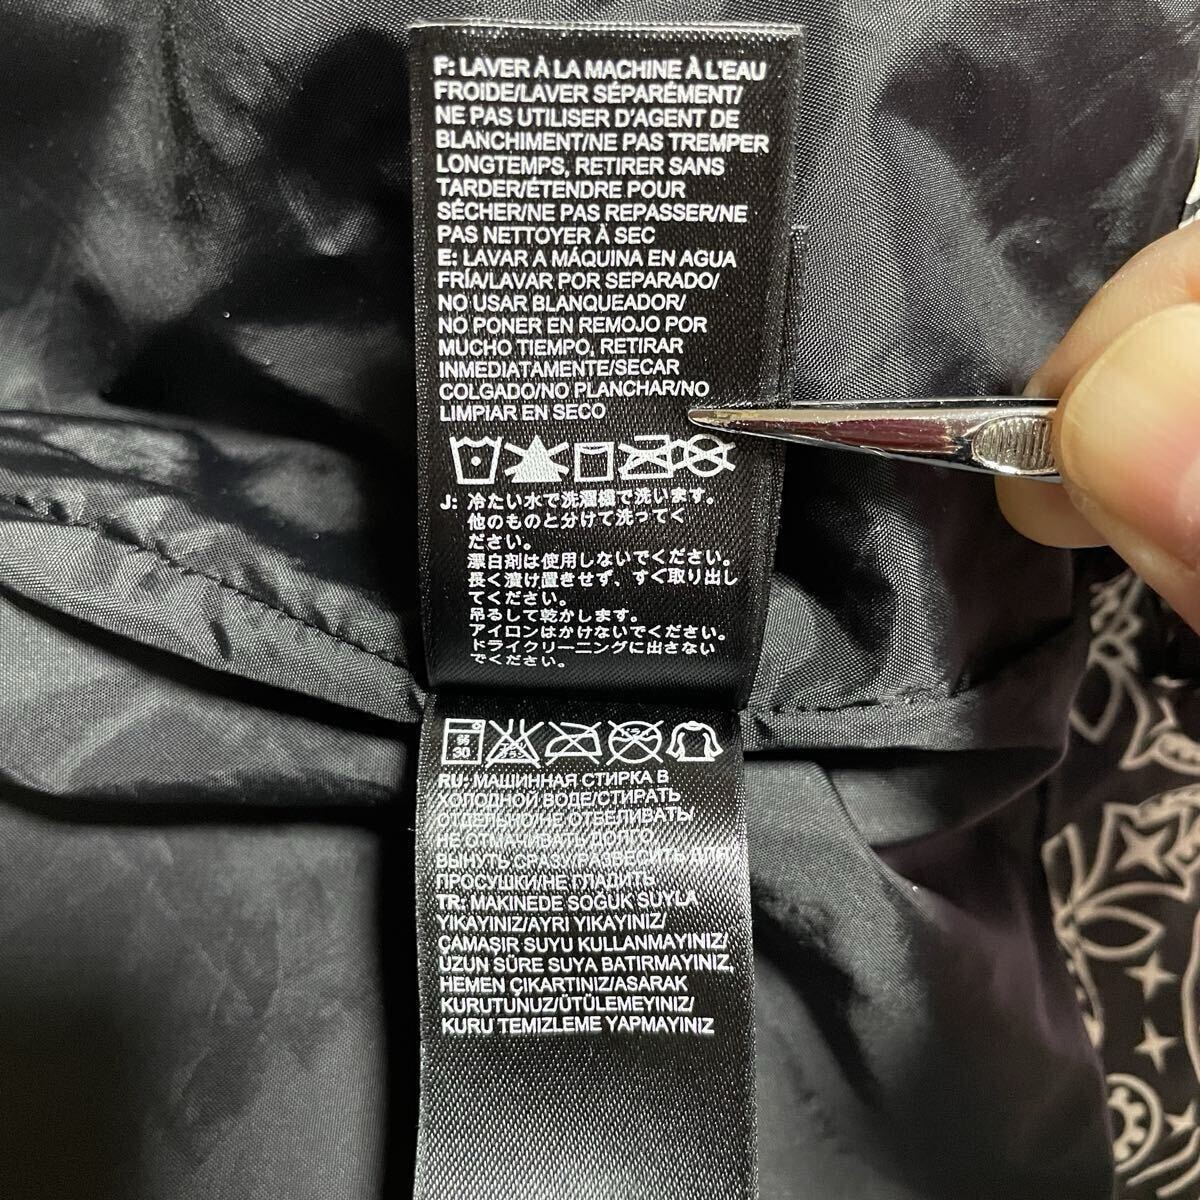 F: LAVER À LA MACHINE À L'EAU
FROIDE/LAVER SÉPARÉMENT/
NE PAS UTILISER D'AGENT DE
BLANCHIMENT/NE PAS TREMPER
LONGTEMPS, RETIRER SANS
TARDER/ÉTENDRE POUR
SÉCHER/NE PAS REPASSER/NE
PAS NETTOYER À SEC
E: LAVAR A MÁQUINA EN AGUA
FRÍA/LAVAR POR SEPARADO/
NO USAR BLANQUEADOR/
NO PONER EN REMOJO POR
MUCHO TIEMPO, RETIRAR
INMEDIATAMENTE/SECAR
COLGADO/NO PLANCHAR/NO
LIMPIAR EN SECO
J: 冷たい水で洗濯機で洗います。
他のものと分けて洗ってく
ださい。
漂白剤は使用しないでください。
長く漬け置きせず、すぐ取り出し
てください。
吊るして乾かします。
アイロンはかけないでください。
ドライクリーニングに出さない
でください。
弱
30
RU: МАШИННАЯ СТИРКА В
ХОЛОДНОЙ ВОДЕ/СТИРАТЬ
ОТДЕЛЬНО/НЕ ОТБЕЛИВАТЬ/
НЕ ОТМАЧИВАТЬ ДОЛГО,
ВЫНУТЬ СРАЗУ/РАЗВЕСИТЬ ДЛЯ
ПРОСУШКИ/НЕ ГЛАДИТЬ
TR: MAKINEDE SOĞUK SUYLA
YIKAYINIZ/AYRI YIKAYINIZ/
ÇAMAŞIR SUYU KULLANMAYINIZ/
UZUN SÜRE SUYA BATIRMAYINIZ,
HEMEN ÇIKARTINIZ/ASARAK
KURUTUNUZ/ÜTÜLEMEYINIZ/
KURU TEMIZLEME YAPMAYINIZ